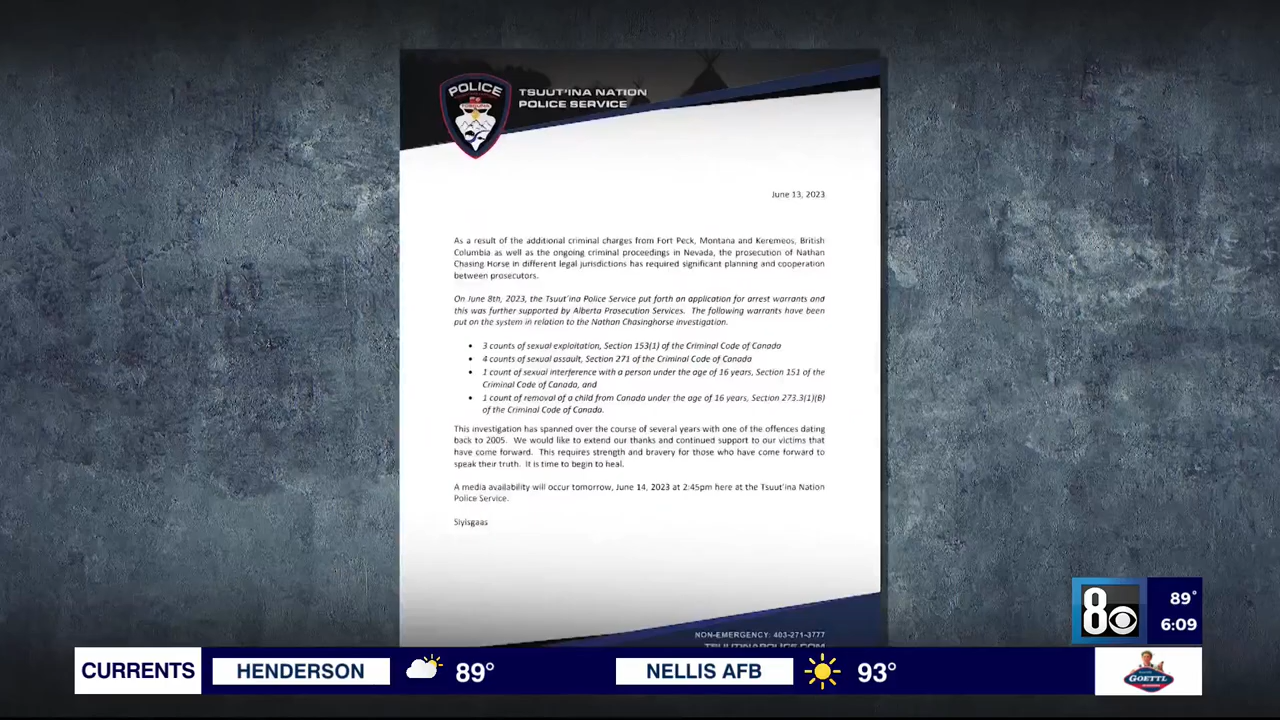 POLICE
TSUUT'INA NATION
POLICE SERVICE
June 13, 2023
As a result of the additional criminal charges from Fort Peck, Montana and Keremeos, British
Columbia as well as the ongoing criminal proceedings in Nevada, the prosecution of Nathan
Chasing Horse in different legal jurisdictions has required significant planning and cooperation
between prosecutors.
On June 8th, 2023, the Tsuut'ina Police Service put forth an application for arrest warrants and
this was further supported by Alberta Prosecution Services. The following warrants have been
put on the system in relation to the Nathan Chasinghorse investigation.
• 3 counts of sexual exploitation, Section 153(1) of the Criminal Code of Canada
• 4 counts of sexual assault, Section 271 of the Criminal Code of Canada
• 1 count of sexual interference with a person under the age of 16 years, Section 151 of the
Criminal Code of Canada, and
• 1 count of removal of a child from Canada under the age of 16 years, Section 273.3(1)(B)
of the Criminal Code of Canada.
This investigation has spanned over the course of several years with one of the offences dating
back to 2005. We would like to extend our thanks and continued support to our victims that
have come forward. This requires strength and bravery for those who have come forward to
speak their truth. It is time to begin to heal.
A media availability will occur tomorrow, June 14, 2023 at 2:45pm here at the Tsuut'ina Nation
Police Service.
Siyisgaas
NON-EMERGENCY: 403-271-3777
TSUUTINAPOLICE.COM
8
89°
6:09
CURRENTS
HENDERSON
89°
NELLIS AFB
93°
GOETTL